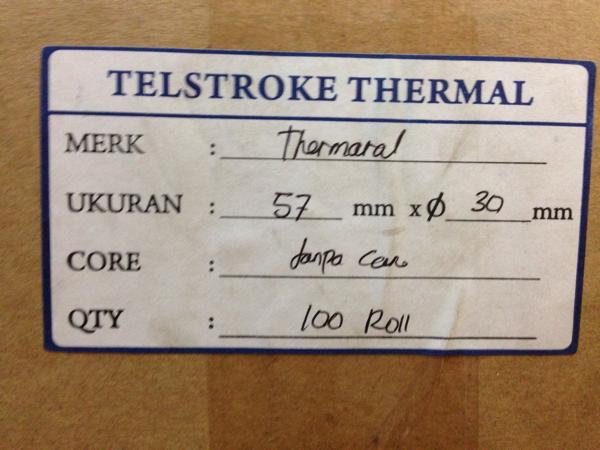 TELSTROKE THERMAL
MERK : Thermaral
UKURAN : 57 mm x Ø 30 mm
CORE : tanpa Core
QTY : 100 Roll